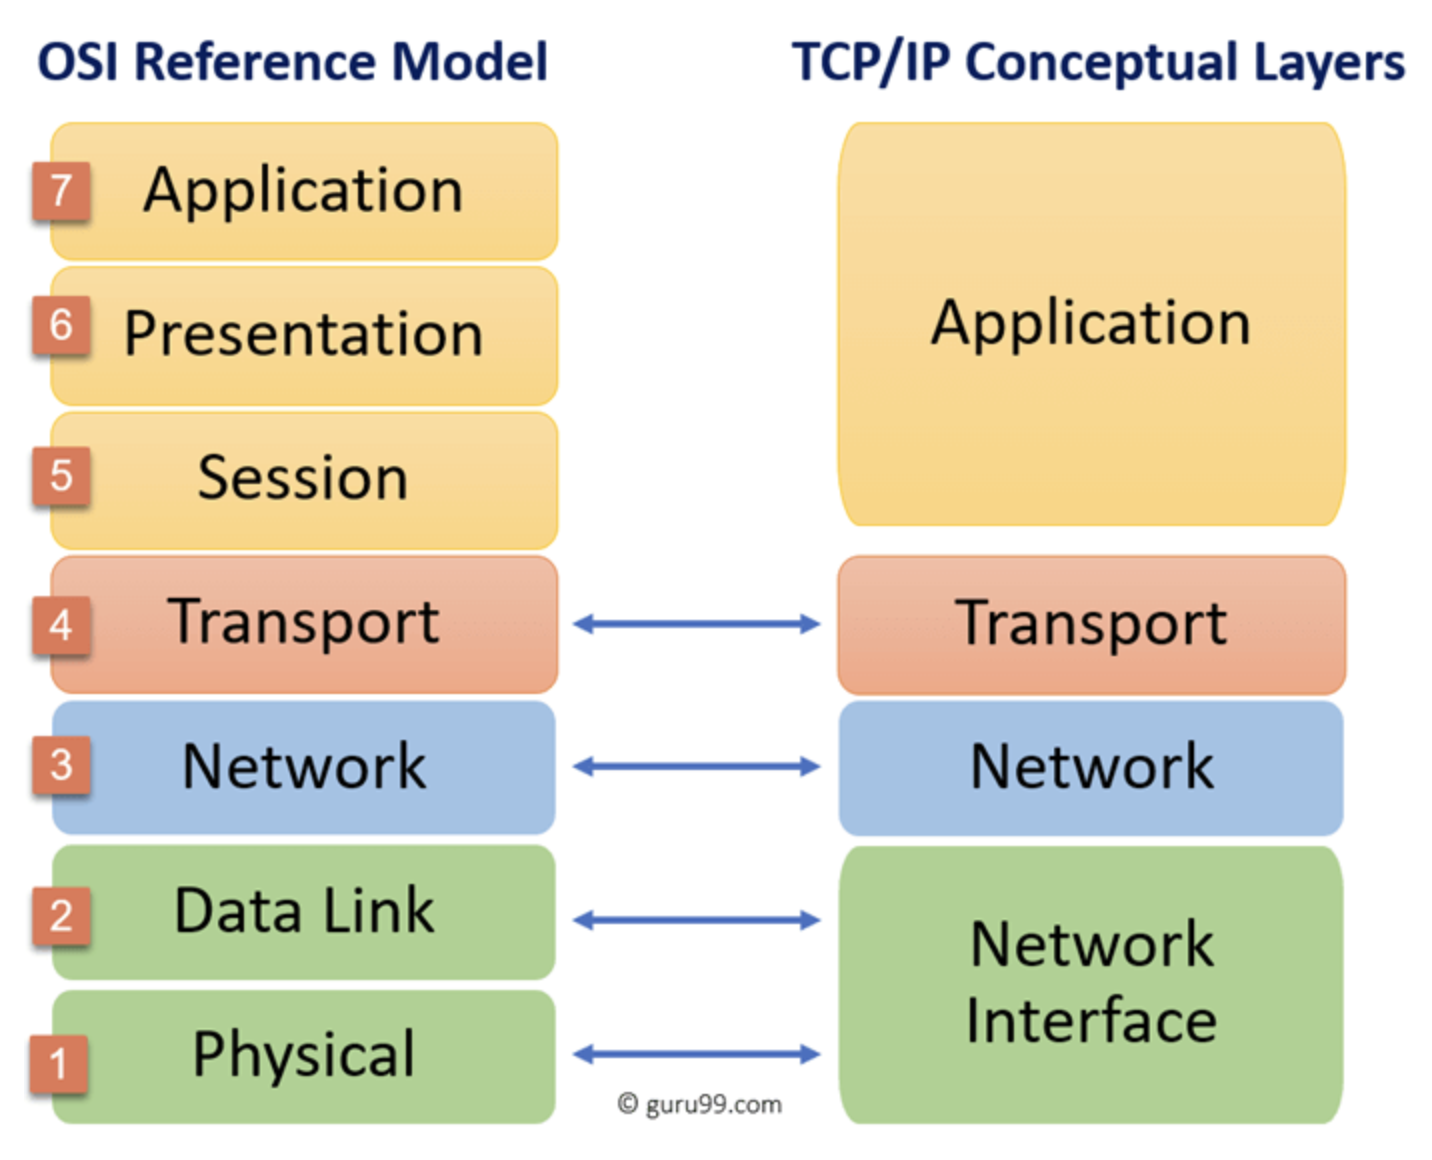 OSI Reference Model
TCP/IP Conceptual Layers
7
Application
6
Presentation
5
Session
4
Transport
3
Network
2
Data Link
1
Physical
Application
Transport
Network
Network
Interface
© guru99.com